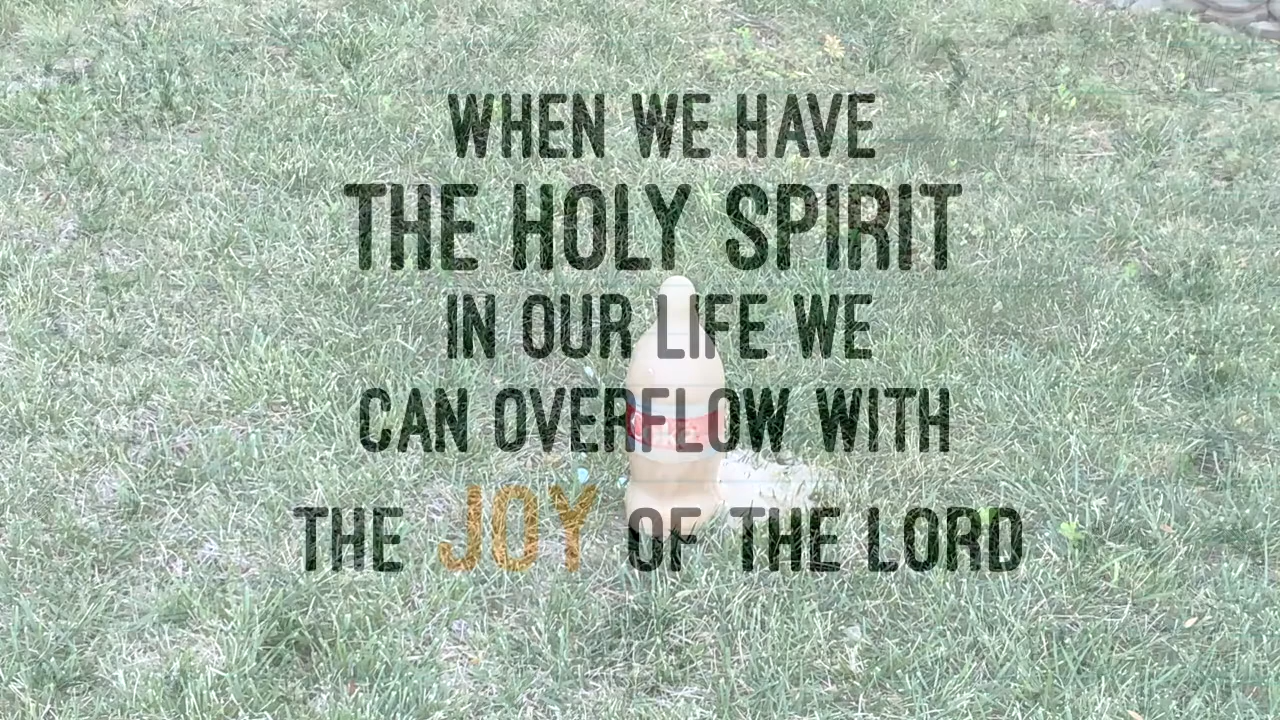 WHEN WE HAVE
THE HOLY SPIRIT
IN OUR LIFE WE
CAN OVERFLOW WITH
THE JOY OF THE LORD